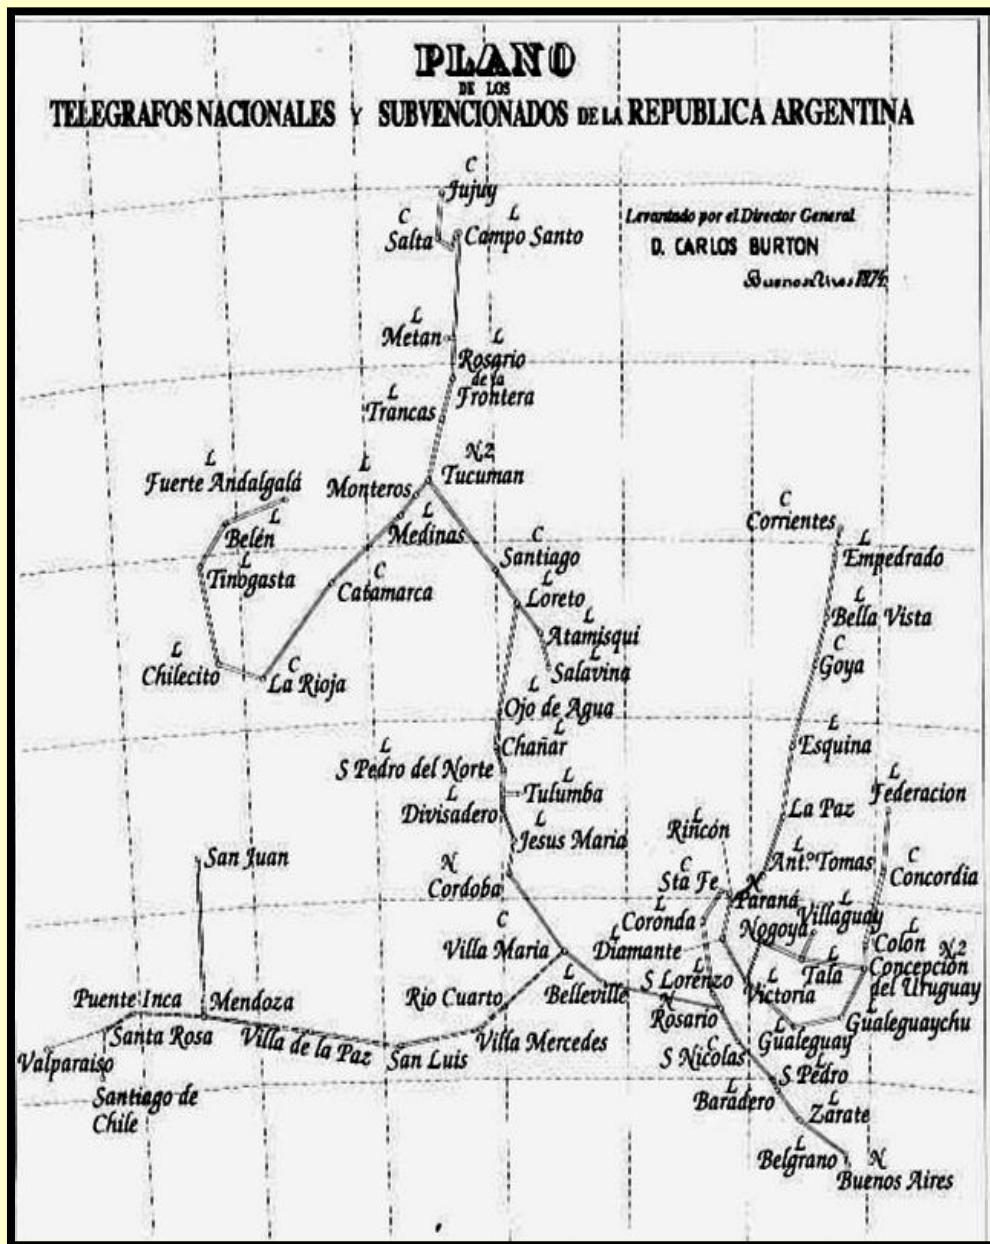 PLANO
DE LOS
TELEGRAFOS NACIONALES Y SUBVENCIONADOS DE LA REPUBLICA ARGENTINA
Levantado por el Director General
D. CARLOS BURTON
Buenos Aires
C
Jujuy
C
Salta
L
Campo Santo
L
Metan
L
Rosario
de la
Frontera
L
Trancas
N.2
Tucuman
L
Fuerte Andalgalá
L
Monteros
L
Belén
L
Medinas
L
Tinogasta
C
Catamarca
C
Santiago
L
Loreto
L
Atamisqui
L
Salavina
C
Corrientes
L
Empedrado
L
Bella Vista
C
Goya
L
Chilecito
C
La Rioja
L
Ojo de Agua
L
Chañar
L
S Pedro del Norte
L
Esquina
L
Tulumba
L
Divisadero
L
Federacion
L
La Paz
L
Rincón
L
Jesus Maria
San Juan
N
Cordoba
C
Sta Fe
L
Ant.º Tomas
C
Concordia
N
Paraná
L
Coronda
L
Villaguay
Nogoya
C
Villa Maria
L
Diamante
L
Colon
L
Tala
N.2
Concepción
del Uruguay
L
Belleville
L
S Lorenzo
L
Victoria
Rio Cuarto
Puente Inca
Mendoza
N
Rosario
L
Gualeguaychu
Santa Rosa
Villa de la Paz
Villa Mercedes
L
Gualeguay
San Luis
C
S Nicolas
Valparaiso
L
S Pedro
Santiago de
Chile
L
Baradero
L
Zarate
L
Belgrano
N
Buenos Aires